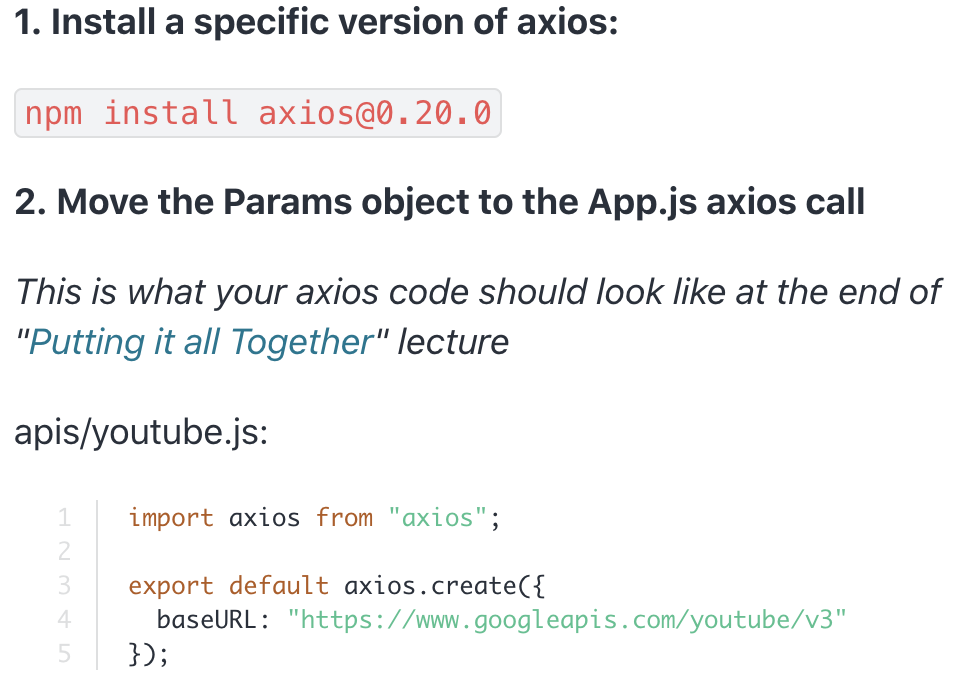 1. Install a specific version of axios:
npm install axios@0.20.0
2. Move the Params object to the App.js axios call
This is what your axios code should look like at the end of
"Putting it all Together" lecture
apis/youtube.js:
1 import axios from "axios";
2
3 export default axios.create({
4   baseURL: "https://www.googleapis.com/youtube/v3"
5 });